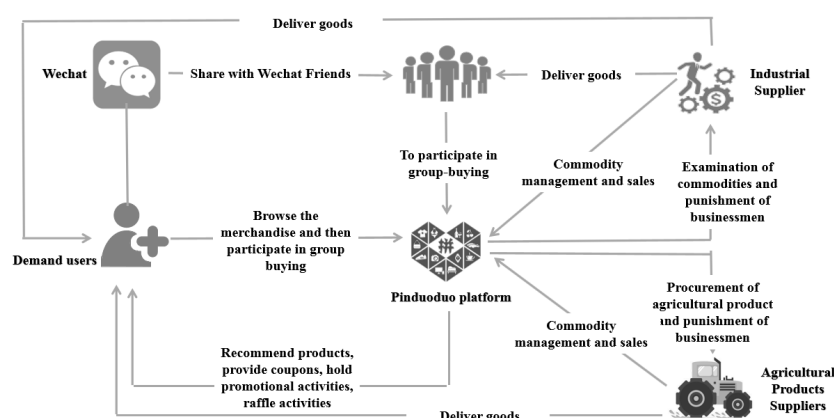 Deliver goods
Wechat
Share with Wechat Friends
Deliver goods
Industrial
Supplier
To participate in
group-buying
Commodity
management and sales
Examination of
commodities and
punishment of
businessmen
Browse the
merchandise and then
participate in group
buying
Demand users
Pinduoduo platform
Procurement of
agricultural product
and punishment of
businessmen
Commodity
management and sales
Recommend products,
provide coupons, hold
promotional activities,
raffle activities
Agricultural
Products
Suppliers
Deliver goods